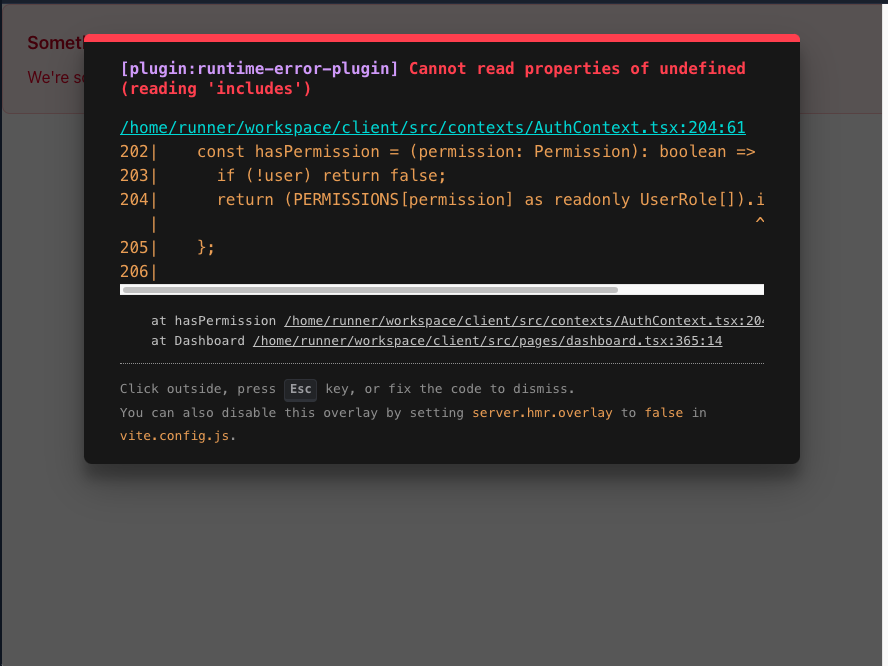 Somet
We're s
[plugin:runtime-error-plugin] Cannot read properties of undefined
(reading 'includes')
/home/runner/workspace/client/src/contexts/AuthContext.tsx:204:61
202|    const hasPermission = (permission: Permission): boolean =>
203|      if (!user) return false;
204|      return (PERMISSIONS[permission] as readonly UserRole[]).i
   |                                                             ^
205|    };
206|
at hasPermission /home/runner/workspace/client/src/contexts/AuthContext.tsx:204
at Dashboard /home/runner/workspace/client/src/pages/dashboard.tsx:365:14
Click outside, press Esc key, or fix the code to dismiss.
You can also disable this overlay by setting server.hmr.overlay to false in
vite.config.js.